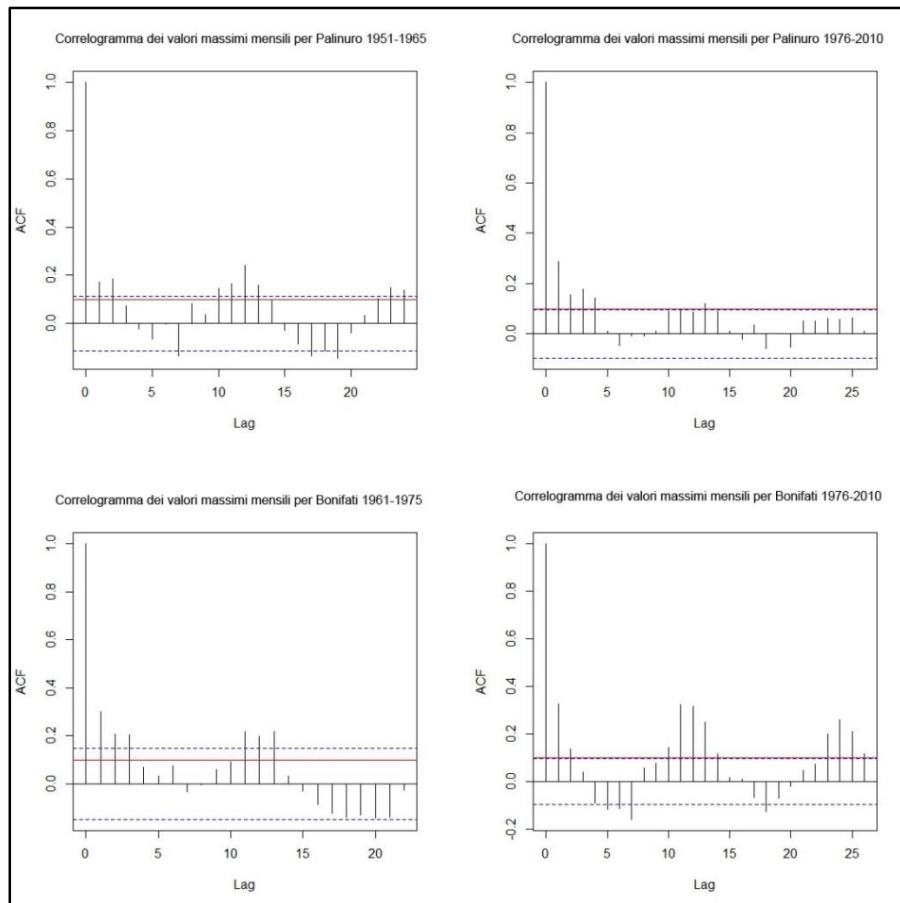 Correlogramma dei valori massimi mensili per Palinuro 1951-1965
ACF
1.0
0.8
0.6
0.4
0.2
0.0
0 5 10 15 20
Lag
Correlogramma dei valori massimi mensili per Palinuro 1976-2010
ACF
1.0
0.8
0.6
0.4
0.2
0.0
0 5 10 15 20 25
Lag
Correlogramma dei valori massimi mensili per Bonifati 1961-1975
ACF
1.0
0.8
0.6
0.4
0.2
0.0
0 5 10 15 20
Lag
Correlogramma dei valori massimi mensili per Bonifati 1976-2010
ACF
1.0
0.8
0.6
0.4
0.2
0.0
-0.2
0 5 10 15 20 25
Lag